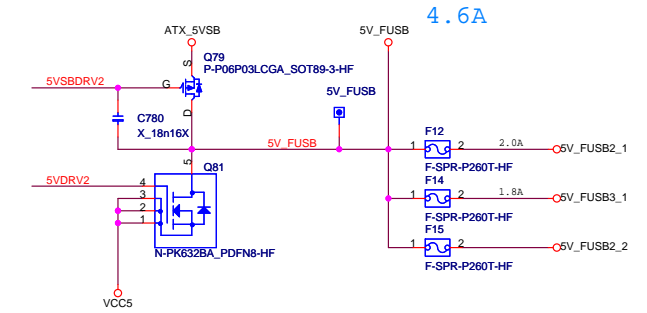 4.6A
ATX_5VSB
5V_FUSB
Q79
P-P06P03LCGA_SOT89-3-HF
S
5VSBDRV2
G
D
5V_FUSB
C780
X_18n16X
5V_FUSB
F12
1
2
2.0A
5V_FUSB2_1
F-SPR-P260T-HF
5
Q81
F14
5VDRV2
4
3
2
1
1
2
1.8A
5V_FUSB3_1
F-SPR-P260T-HF
F15
1
2
5V_FUSB2_2
N-PK632BA_PDFN8-HF
F-SPR-P260T-HF
VCC5